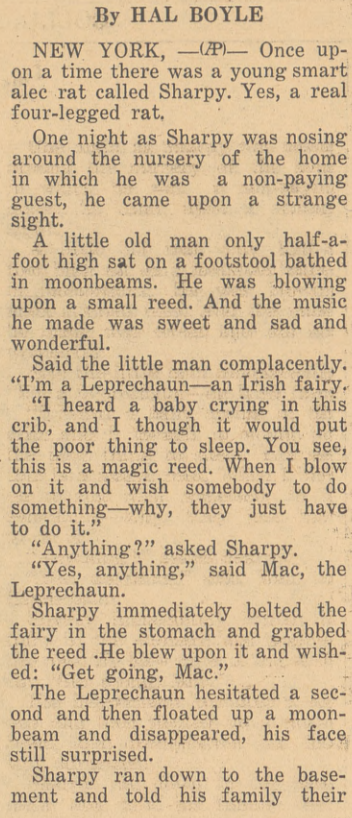 By HAL BOYLE
NEW YORK, —(AP)— Once up-
on a time there was a young smart
alec rat called Sharpy. Yes, a real
four-legged rat.
One night as Sharpy was nosing
around the nursery of the home
in which he was a non-paying
guest, he came upon a strange
sight.
A little old man only half-a-
foot high sat on a footstool bathed
in moonbeams. He was blowing
upon a small reed. And the music
he made was sweet and sad and
wonderful.
Said the little man complacently.
“I’m a Leprechaun—an Irish fairy.
“I heard a baby crying in this
crib, and I though it would put
the poor thing to sleep. You see,
this is a magic reed. When I blow
on it and wish somebody to do
something—why, they just have
to do it.”
“Anything?” asked Sharpy.
“Yes, anything,” said Mac, the
Leprechaun.
Sharpy immediately belted the
fairy in the stomach and grabbed
the reed .He blew upon it and wish-
ed: “Get going, Mac.”
The Leprechaun hesitated a sec-
ond and then floated up a moon-
beam and disappeared, his face
still surprised.
Sharpy ran down to the base-
ment and told his family their